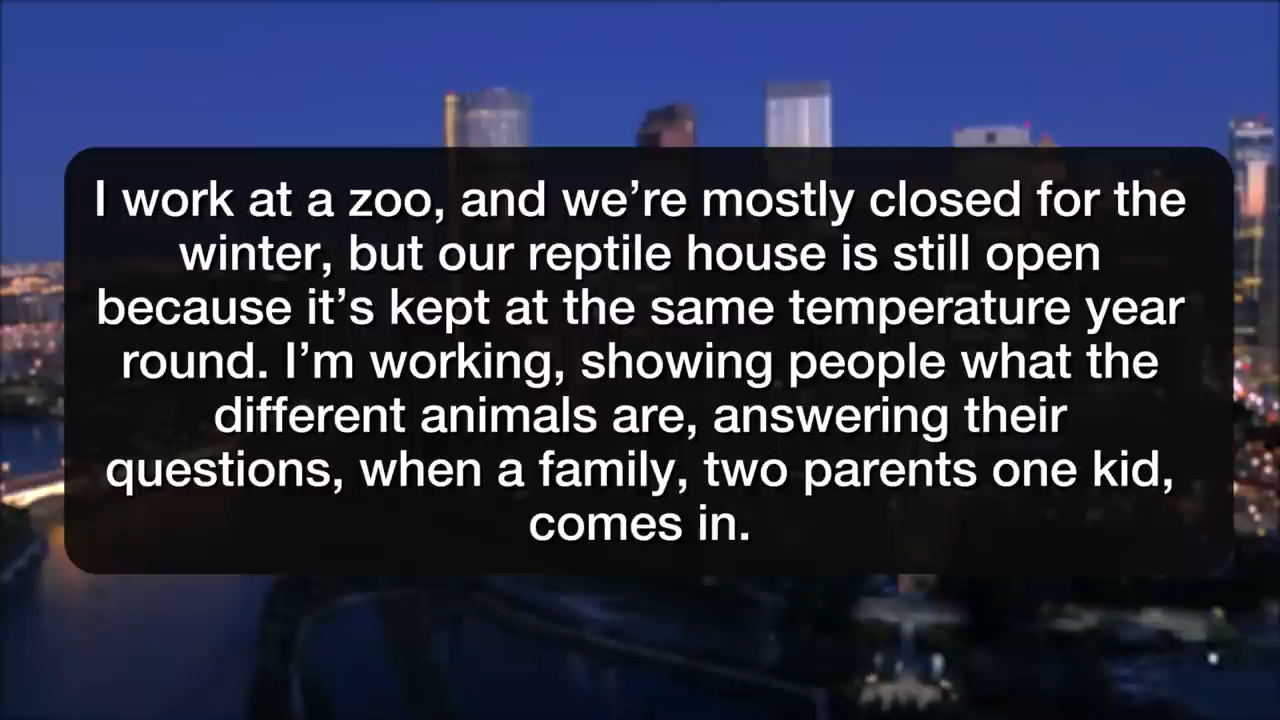 I work at a zoo, and we’re mostly closed for the
winter, but our reptile house is still open
because it’s kept at the same temperature year
round. I’m working, showing people what the
different animals are, answering their
questions, when a family, two parents one kid,
comes in.